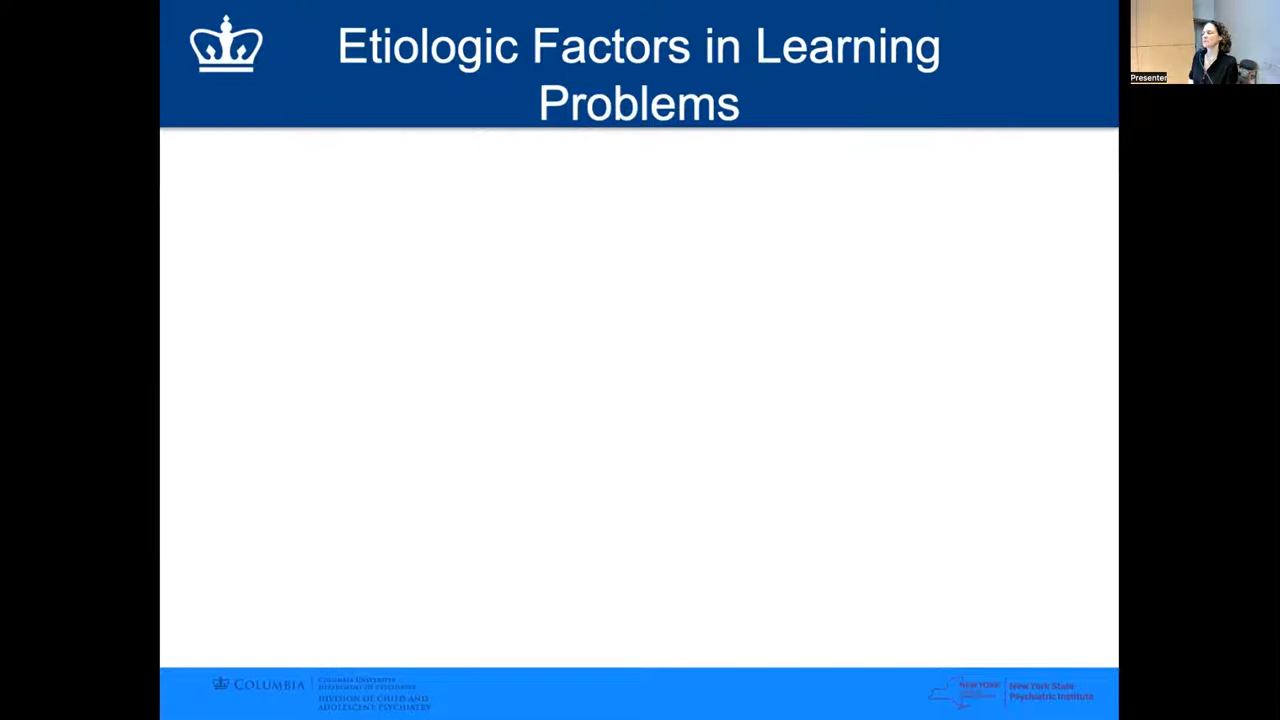 Etiologic Factors in Learning
Problems
Presenter
COLUMBIA
COLUMBIA UNIVERSITY
DEPARTMENT OF PSYCHIATRY
DIVISION OF CHILD AND
ADOLESCENT PSYCHIATRY
NEW YORK
New York State
Psychiatric Institute